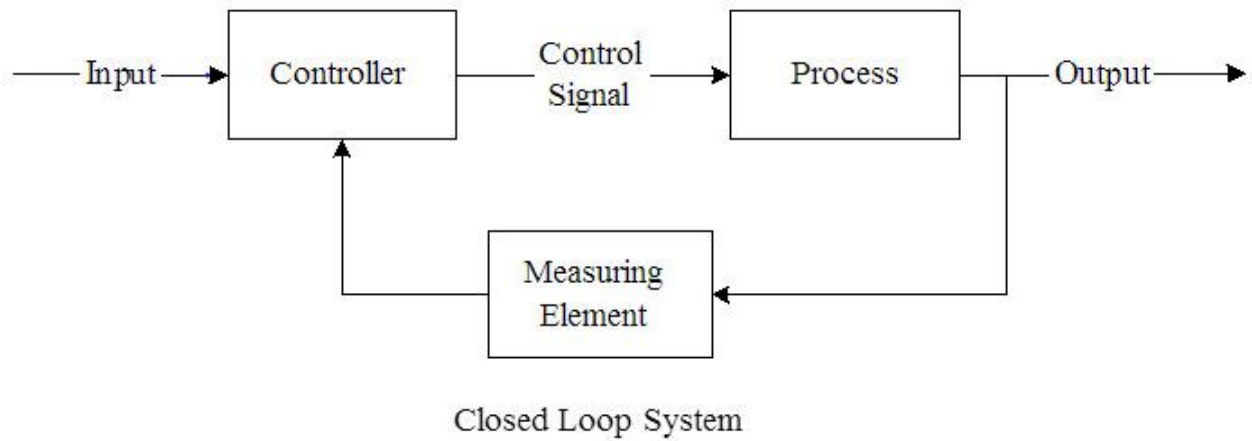 Input
Controller
Control
Signal
Process
Output
Measuring
Element
Closed Loop System